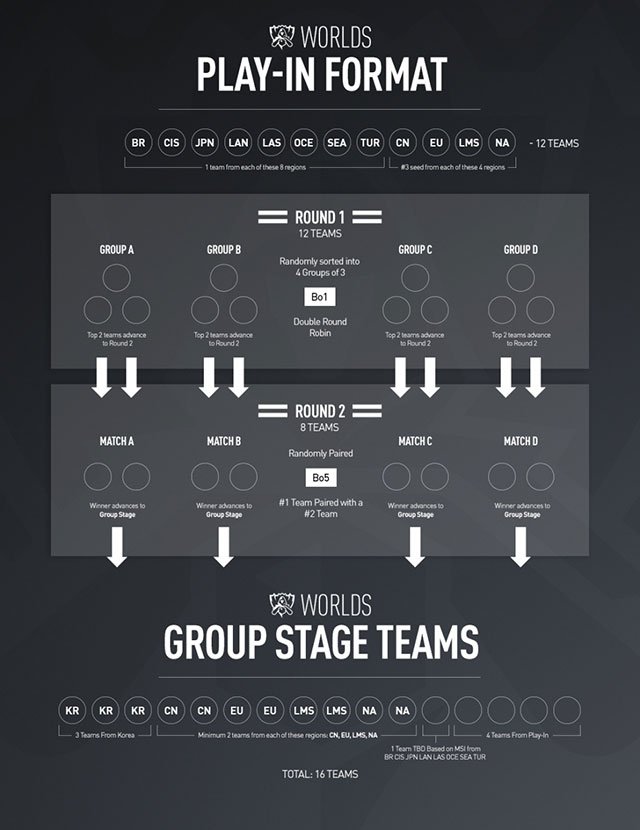 WORLDS
PLAY-IN FORMAT
BR CIS JPN LAN LAS OCE SEA TUR CN EU LMS NA - 12 TEAMS
1 team from each of these 8 regions
#3 seed from each of these 4 regions
ROUND 1
12 TEAMS
GROUP A
GROUP B
GROUP C
GROUP D
Randomly sorted into
4 Groups of 3
Bo1
Double Round
Robin
Top 2 teams advance
to Round 2
Top 2 teams advance
to Round 2
Top 2 teams advance
to Round 2
Top 2 teams advance
to Round 2
ROUND 2
8 TEAMS
MATCH A
MATCH B
MATCH C
MATCH D
Randomly Paired
Bo5
#1 Team Paired with a
#2 Team
Winner advances to
Group Stage
Winner advances to
Group Stage
Winner advances to
Group Stage
Winner advances to
Group Stage
WORLDS
GROUP STAGE TEAMS
KR KR KR CN CN EU EU LMS LMS NA NA
3 Teams From Korea
Minimum 2 teams from each of these regions: CN, EU, LMS, NA
1 Team TBD Based on MSI from
BR CIS JPN LAN LAS OCE SEA TUR
4 Teams From Play-In
TOTAL: 16 TEAMS